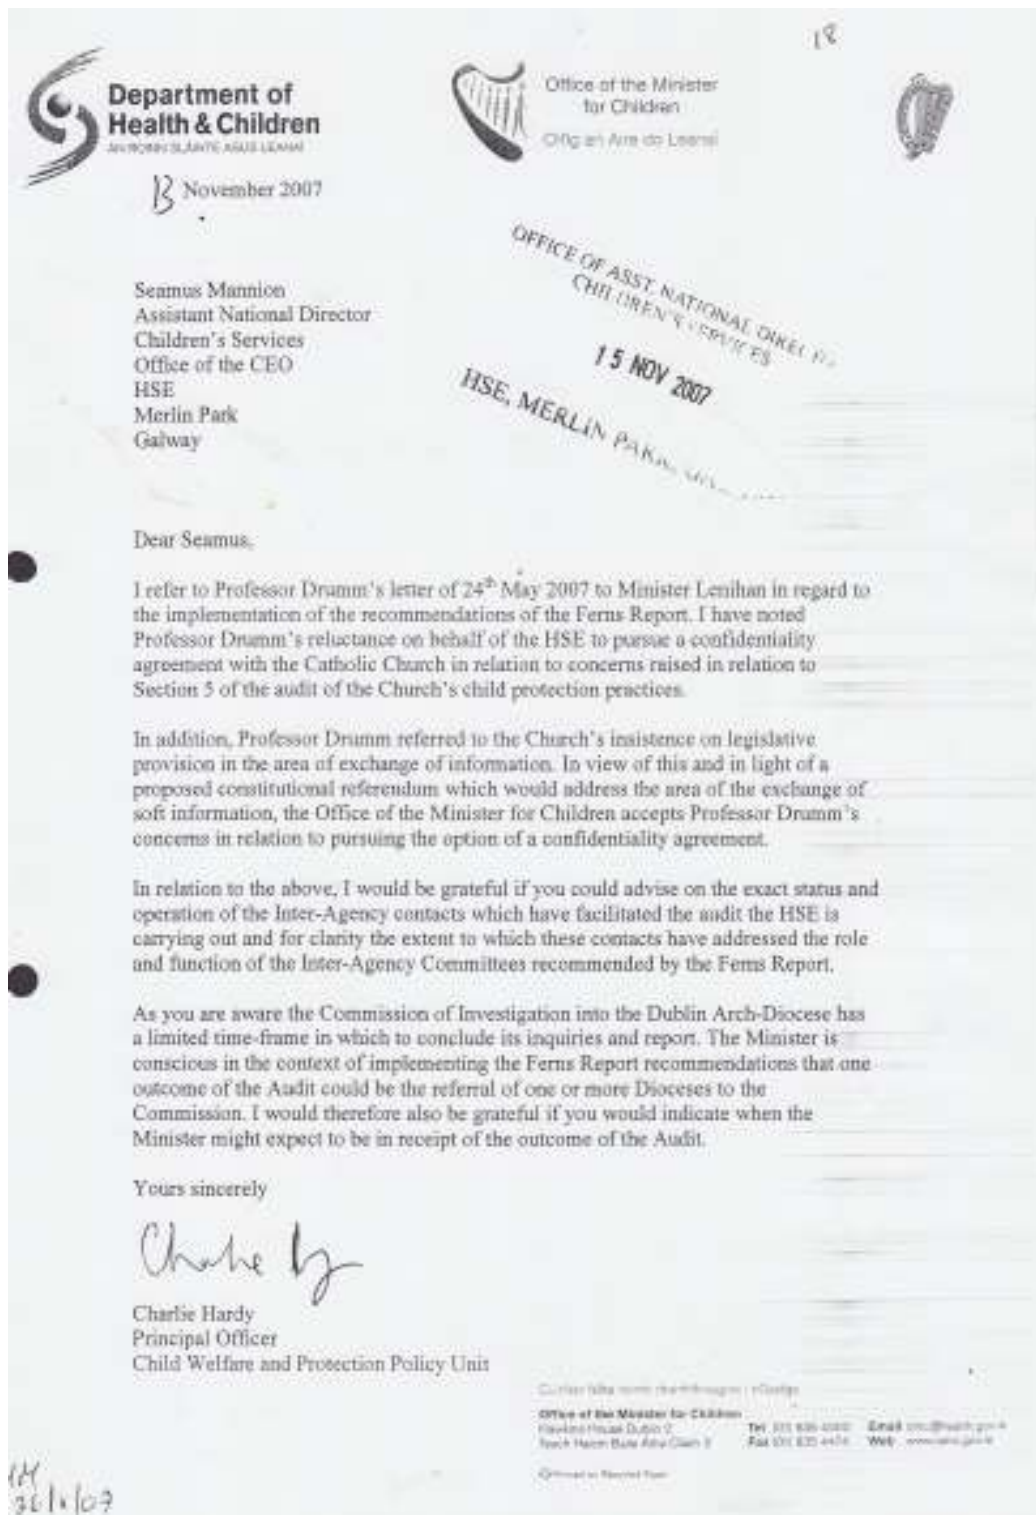 18
Department of
Health & Children
AN ROINN SLÁINTE AGUS LEANAÍ
Office of the Minister
for Children
Oifig an Aire do Leanaí
13 November 2007
OFFICE OF ASST. NATIONAL
CHILDREN'S SERVICES
15 NOV 2007
HSE, MERLIN PARK,
Seamus Mannion
Assistant National Director
Children's Services
Office of the CEO
HSE
Merlin Park
Galway
Dear Seamus,
I refer to Professor Drumm's letter of 24th May 2007 to Minister Lenihan in regard to
the implementation of the recommendations of the Ferns Report. I have noted
Professor Drumm's reluctance on behalf of the HSE to pursue a confidentiality
agreement with the Catholic Church in relation to concerns raised in relation to
Section 5 of the audit of the Church's child protection practices.
In addition, Professor Drumm referred to the Church's insistence on legislative
provision in the area of exchange of information. In view of this and in light of a
proposed constitutional referendum which would address the area of the exchange of
soft information, the Office of the Minister for Children accepts Professor Drumm's
concerns in relation to pursuing the option of a confidentiality agreement.
In relation to the above, I would be grateful if you could advise on the exact status and
operation of the Inter-Agency contacts which have facilitated the audit the HSE is
carrying out and for clarity the extent to which these contacts have addressed the role
and function of the Inter-Agency Committees recommended by the Ferns Report.
As you are aware the Commission of Investigation into the Dublin Arch-Diocese has
a limited time-frame in which to conclude its inquiries and report. The Minister is
conscious in the context of implementing the Ferns Report recommendations that one
outcome of the Audit could be the referral of one or more Dioceses to the
Commission. I would therefore also be grateful if you would indicate when the
Minister might expect to be in receipt of the outcome of the Audit.
Yours sincerely
Charlie Hardy
Principal Officer
Child Welfare and Protection Policy Unit
Office of the Minister for Children
Hawkins House Dublin 2
Tel
Email
Fax
Web
Printed on Recycled Paper